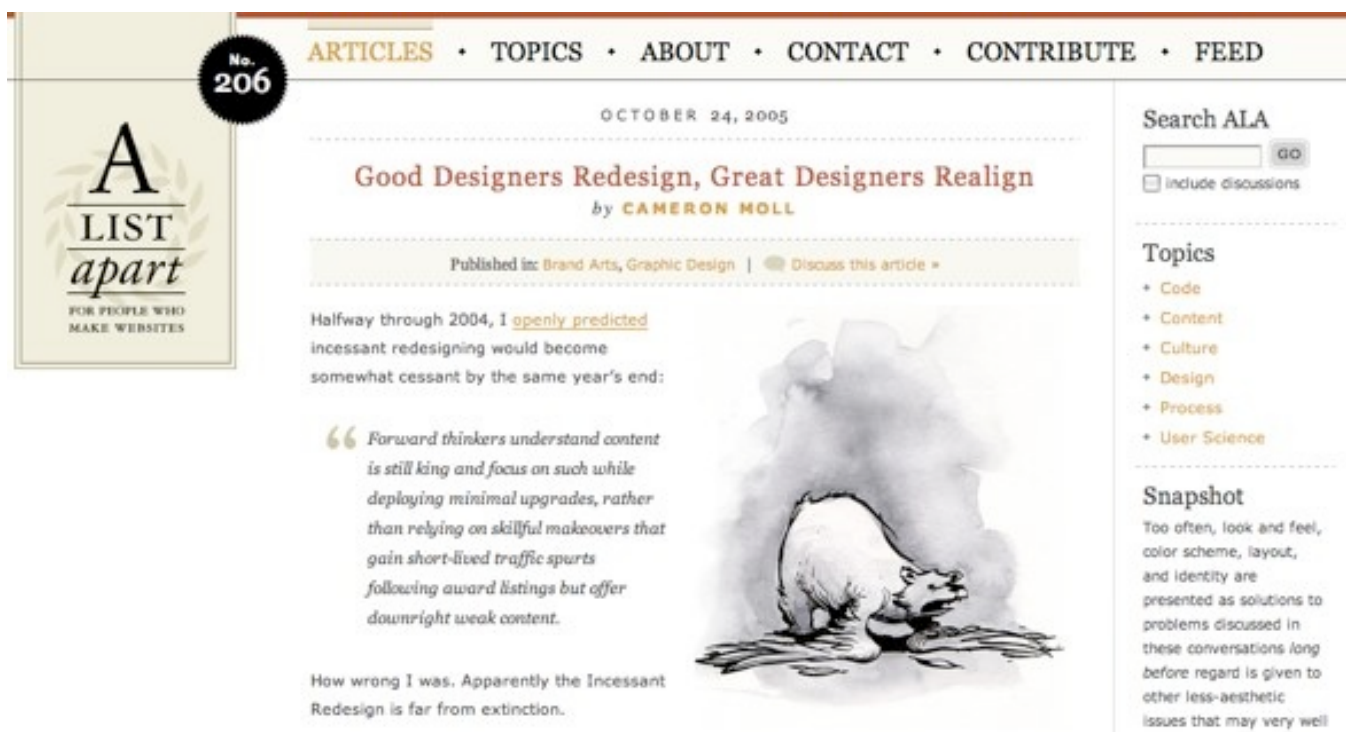 No.
206
A
LIST
apart
FOR PEOPLE WHO
MAKE WEBSITES
ARTICLES • TOPICS • ABOUT • CONTACT • CONTRIBUTE • FEED
OCTOBER 24, 2005
Good Designers Redesign, Great Designers Realign
by CAMERON MOLL
Published in: Brand Arts, Graphic Design | Discuss this article »
Halfway through 2004, I openly predicted
incessant redesigning would become
somewhat cessant by the same year's end:
“ Forward thinkers understand content
is still king and focus on such while
deploying minimal upgrades, rather
than relying on skillful makeovers that
gain short-lived traffic spurts
following award listings but offer
downright weak content.
How wrong I was. Apparently the Incessant
Redesign is far from extinction.
Search ALA
GO
include discussions
Topics
Code
Content
Culture
Design
Process
User Science
Snapshot
Too often, look and feel,
color scheme, layout,
and identity are
presented as solutions to
problems discussed in
these conversations long
before regard is given to
other less-aesthetic
issues that may very well